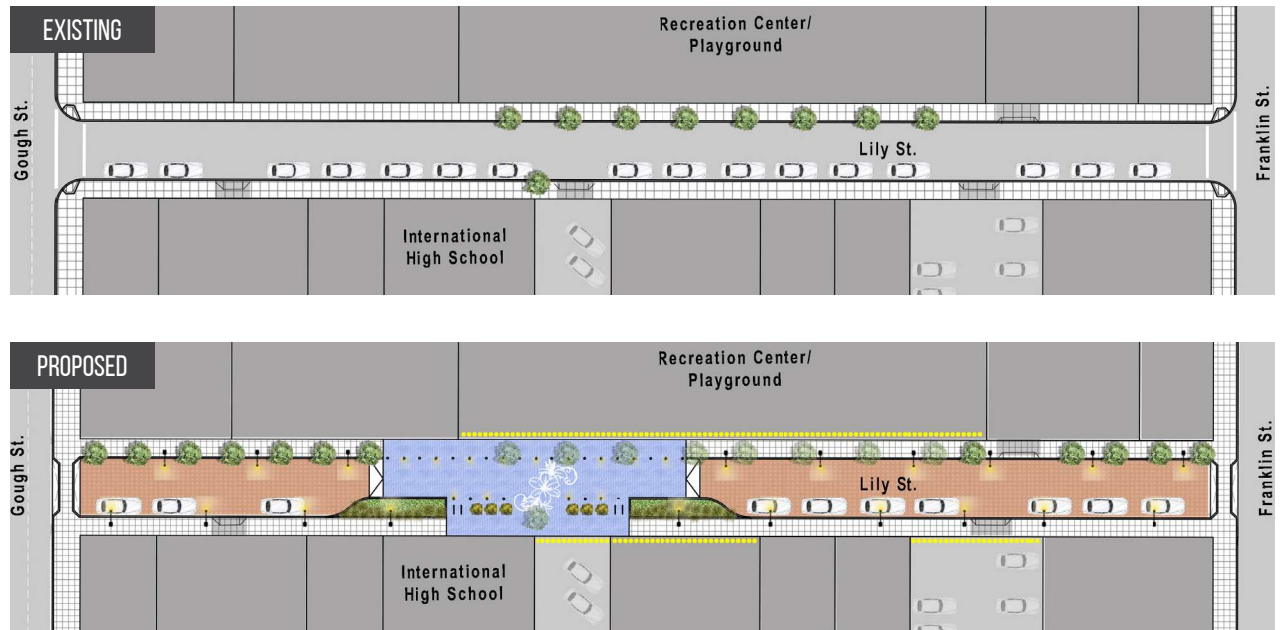 EXISTING
Recreation Center/
Playground
Gough St.
Lily St.
Franklin St.
International
High School
PROPOSED
Recreation Center/
Playground
Gough St.
Lily St.
Franklin St.
International
High School